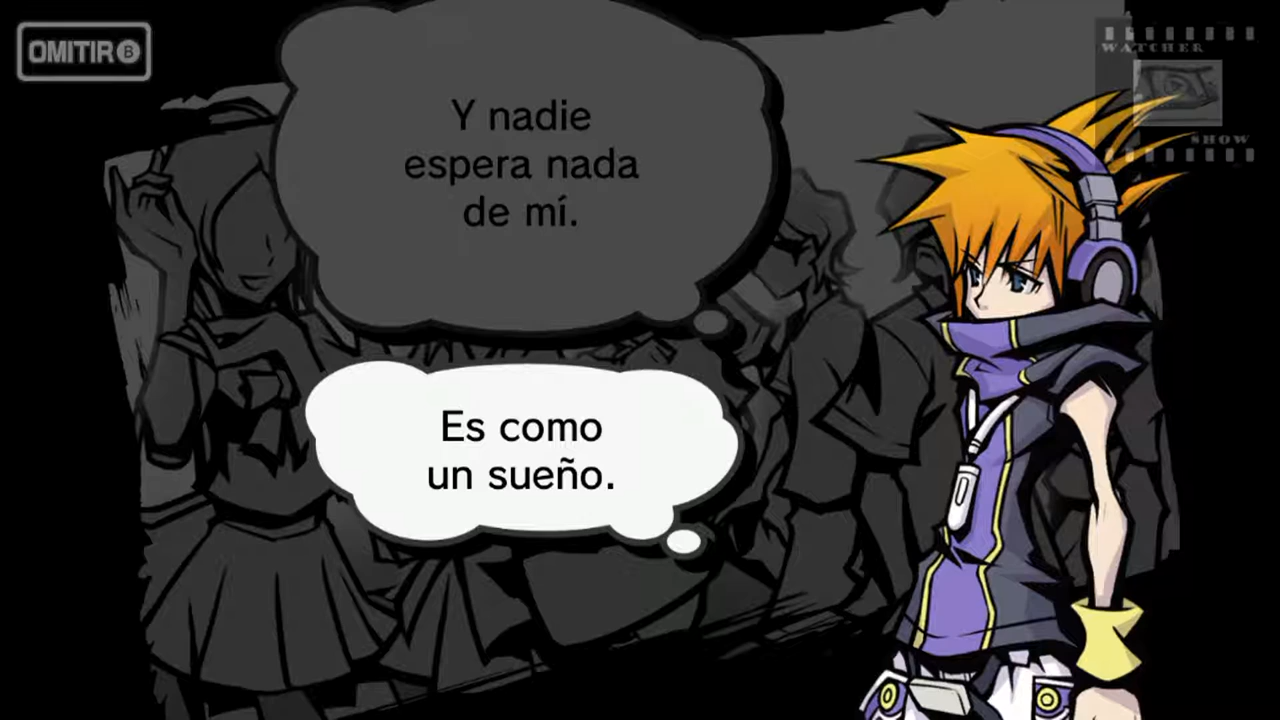 OMITIR B
WATCHER
SHOW
Y nadie
espera nada
de mí.
Es como
un sueño.